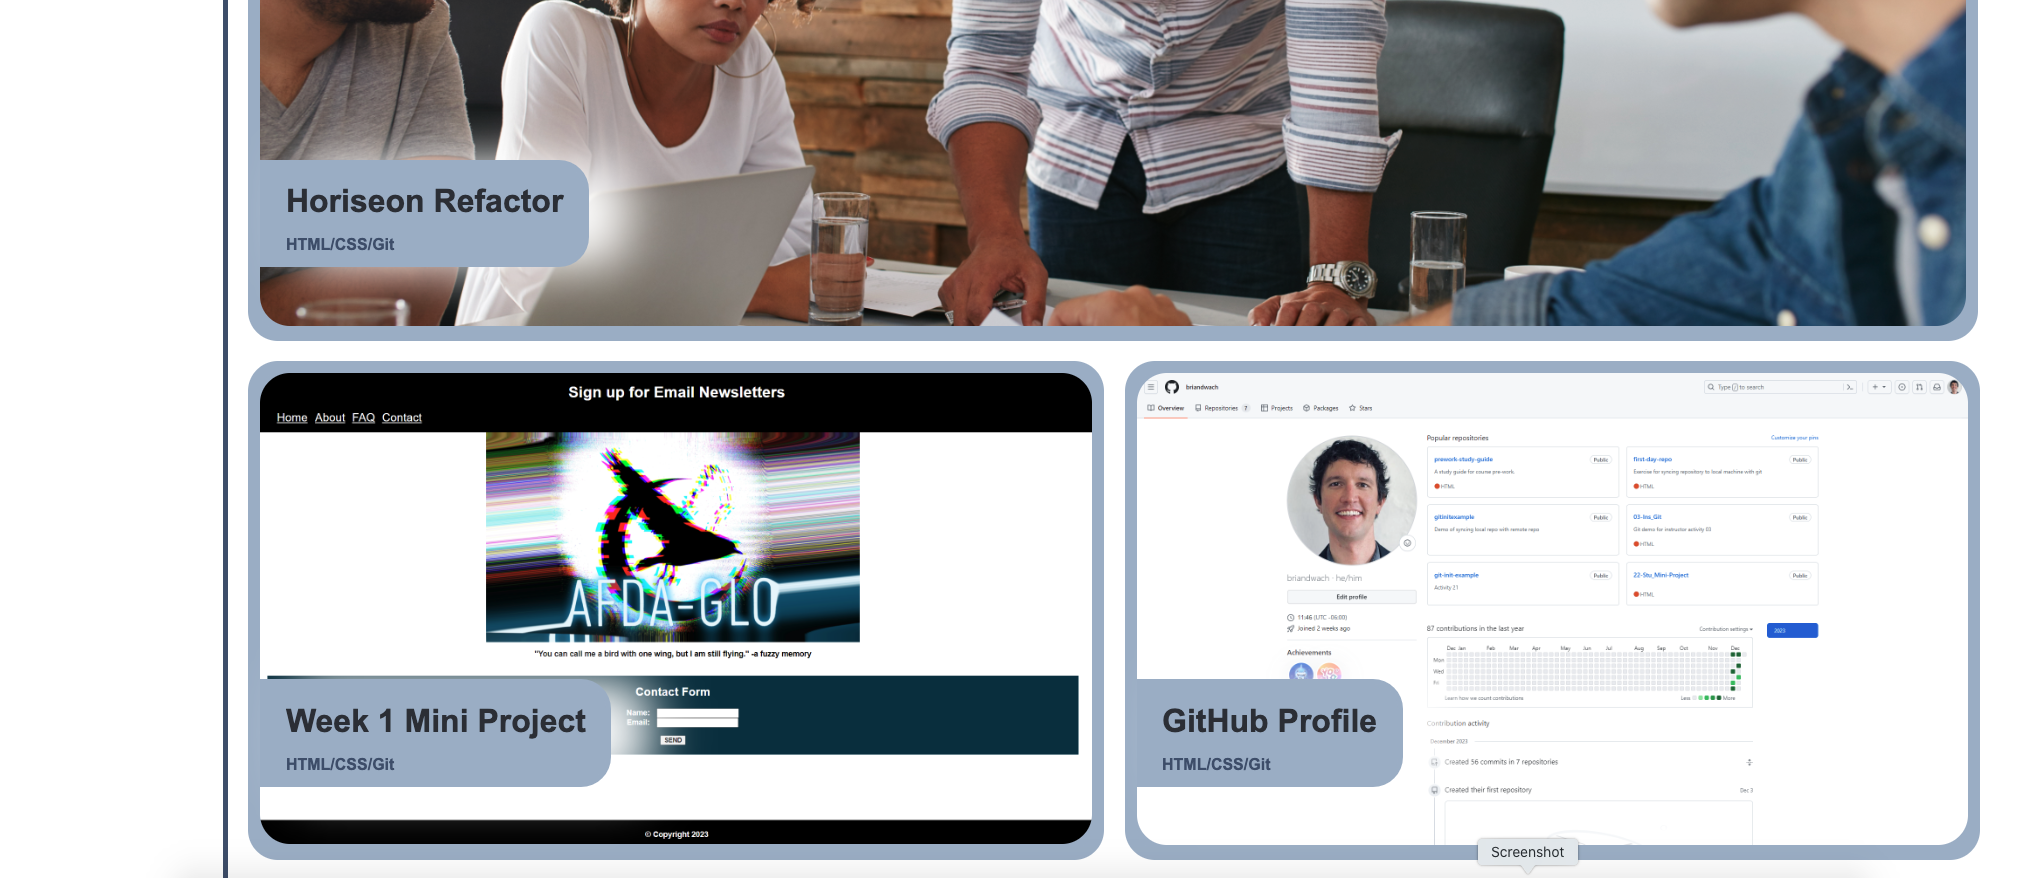 Horiseon Refactor
HTML/CSS/Git
Sign up for Email Newsletters
Home About FAQ Contact
AFDA-GLO
"You can call me a bird with one wing, but i am still flying." -a fuzzy memory
Contact Form
Name:
Email:
SEND
Week 1 Mini Project
HTML/CSS/Git
© Copyright 2023
briandwach
Type / to search
Overview Repositories 7 Projects Packages Stars
Popular repositories
Customize your pins
prework-study-guide Public
A study guide for course pre-work
HTML
first-day-repo Public
Exercise for syncing repository to local machine with git
HTML
gitinitexample Public
Demo of syncing local repo with remote repo
03-Ins_Git Public
Git demo for instructor activity 03
HTML
git-init-example Public
Activity 21
22-Stu_Mini-Project Public
HTML
briandwach · he/him
Edit profile
11:46 (UTC -06:00)
Joined 2 weeks ago
Achievements
87 contributions in the last year
Contribution settings
2023
Dec Jan Feb Mar Apr May Jun Jul Aug Sep Oct Nov Dec
Mon
Wed
Fri
Learn how we count contributions
Less More
Contribution activity
December 2023
Created 56 commits in 7 repositories
Created their first repository
Dec 3
GitHub Profile
HTML/CSS/Git
Screenshot